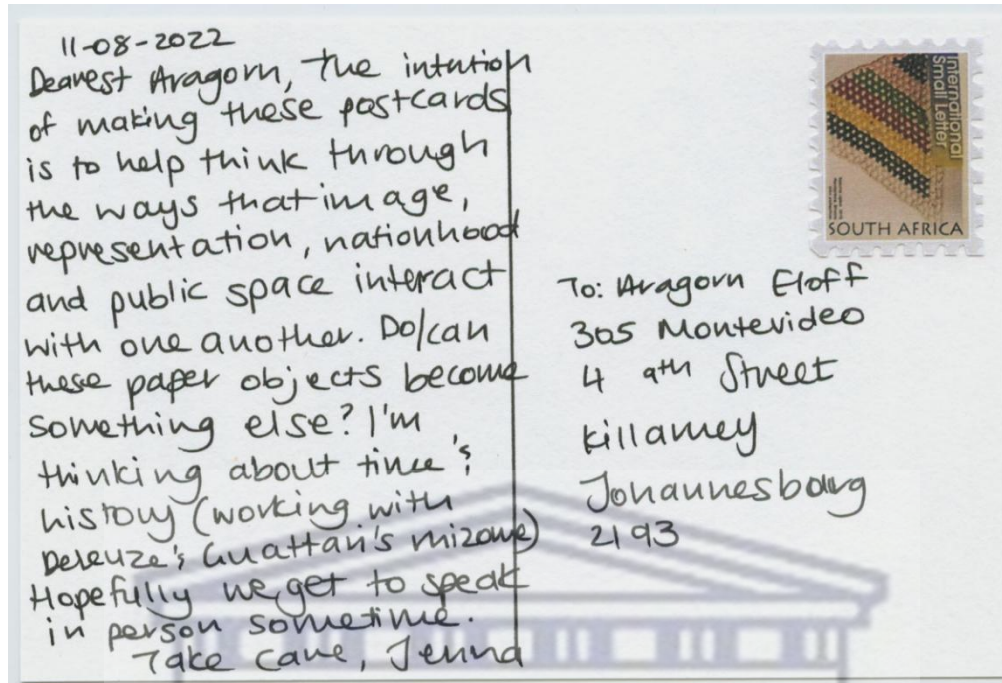 11-08-2022
Dearest Aragorn, The intention
of making these postcards
is to help think through
the ways that image,
representation, nationhood
and public space interact
with one another. Do/can
these paper objects become
something else? I'm
thinking about time &
history (working with
Deleuze & Guattari's rhizome)
Hopefully we get to speak
in person sometime.
Take care, Jenna
International
Small Letter
SOUTH AFRICA
To: Aragorn Eloff
305 Montevideo
4 9th Street
Killarney
Johannesburg
2193